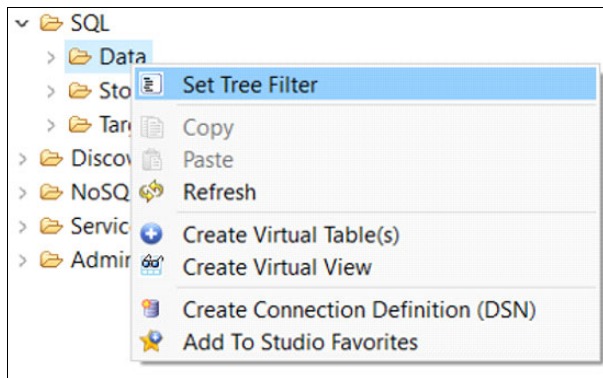 SQL
Data
Set Tree Filter
Sto
Copy
Tar
Paste
Discov
Refresh
NoSQ
Create Virtual Table(s)
Servic
Create Virtual View
Admin
Create Connection Definition (DSN)
Add To Studio Favorites